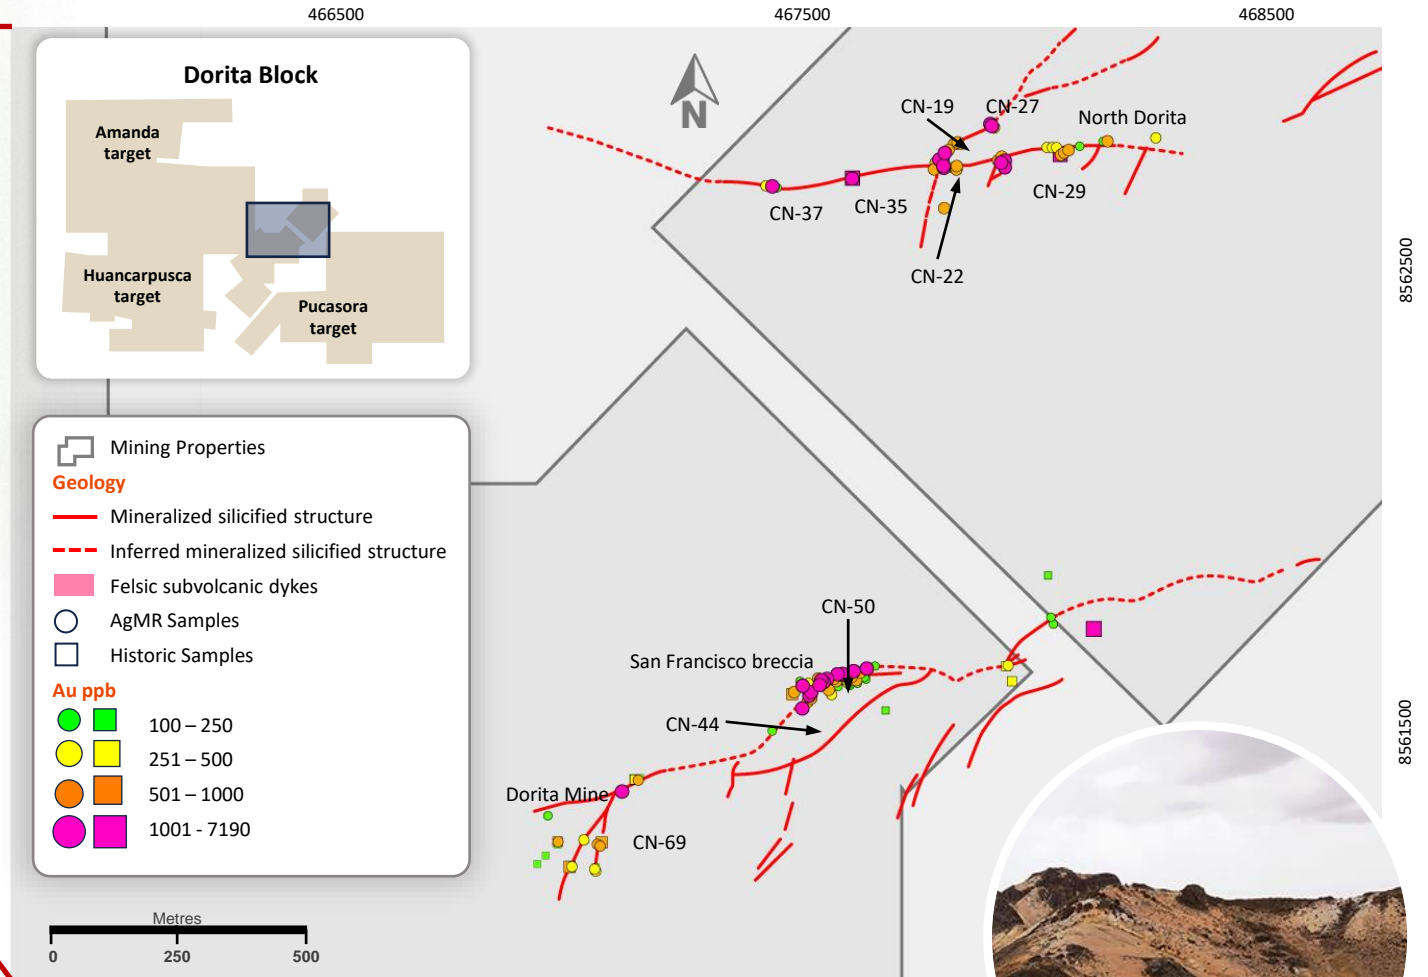 466500
467500
468500
Dorita Block
Amanda
target
Huancarpusca
target
Pucasora
target
N
CN-19
CN-27
North Dorita
CN-37
CN-35
CN-29
CN-22
8562500
Mining Properties
Geology
Mineralized silicified structure
Inferred mineralized silicified structure
Felsic subvolcanic dykes
AgMR Samples
Historic Samples
Au ppb
100 – 250
251 – 500
501 – 1000
1001 - 7190
CN-50
San Francisco breccia
CN-44
8561500
Dorita Mine
CN-69
Metres
0 250 500